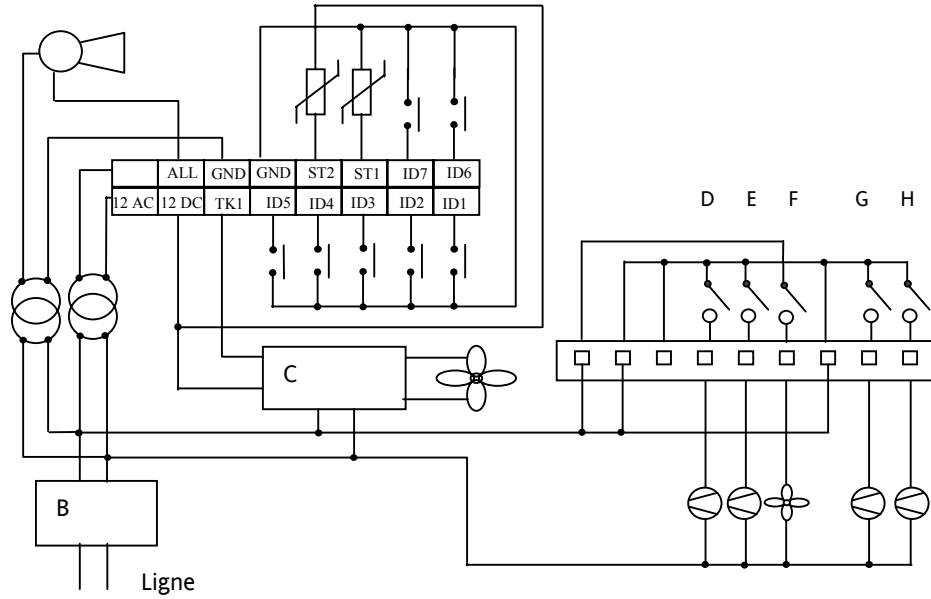 ALL GND GND ST2 ST1 ID7 ID6
12 AC 12 DC TK1 ID5 ID4 ID3 ID2 ID1
D E F G H
C
B
Ligne